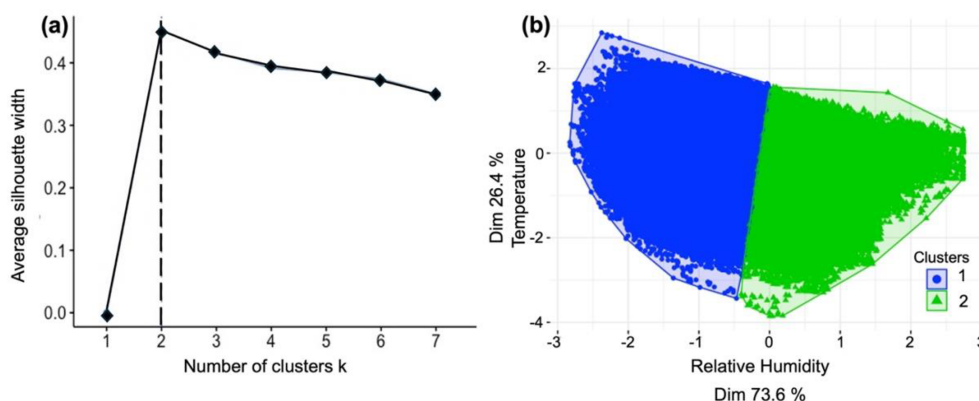 (a)
Average silhouette width
0.4
0.3
0.2
0.1
0.0
1 2 3 4 5 6 7
Number of clusters k
(b)
Dim 26.4 %
Temperature
2
0
-2
-4
-3 -2 -1 0 1 2 3
Relative Humidity
Dim 73.6 %
Clusters
1
2